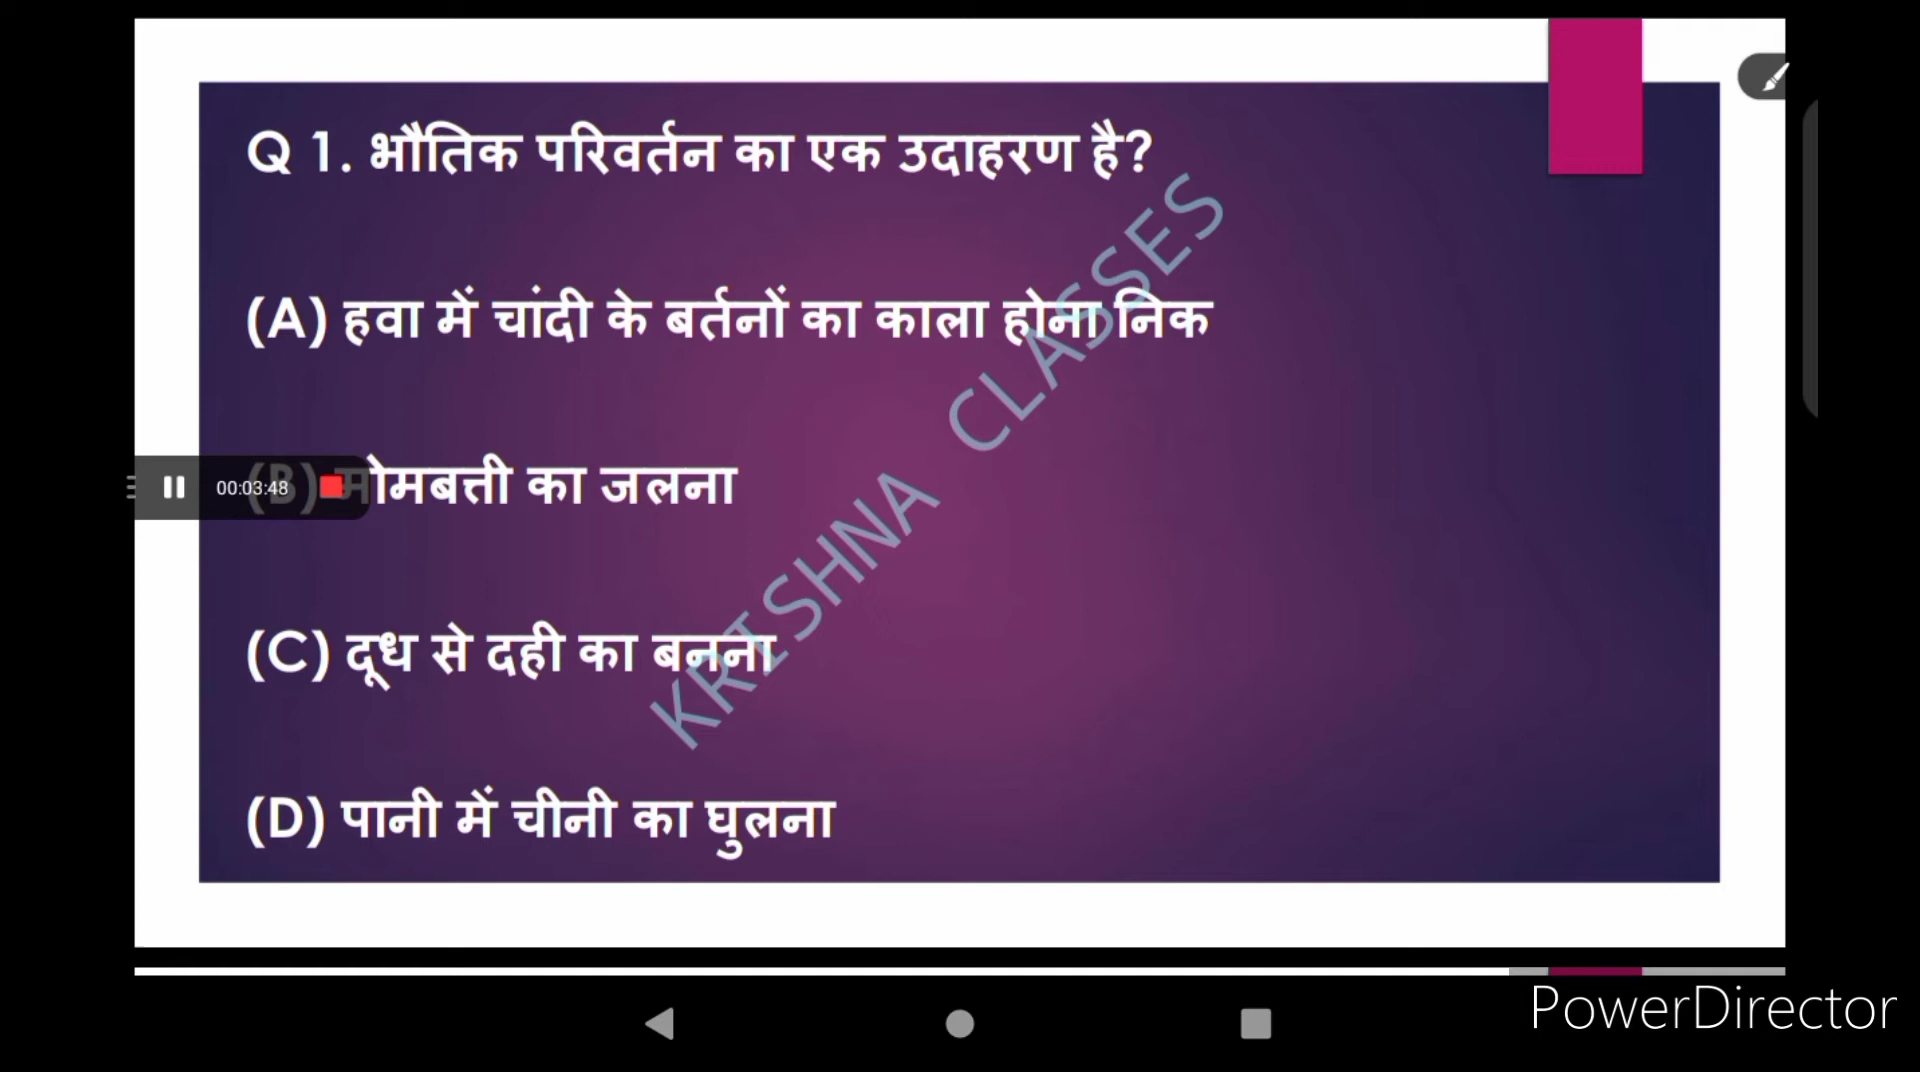 Q 1. भौतिक परिवर्तन का एक उदाहरण है?
(A) हवा में चांदी के बर्तनों का काला होना निक
(B) मोमबत्ती का जलना
00:03:48
(C) दूध से दही का बनना
(D) पानी में चीनी का घुलना
KRISHNA CLASSES
PowerDirector